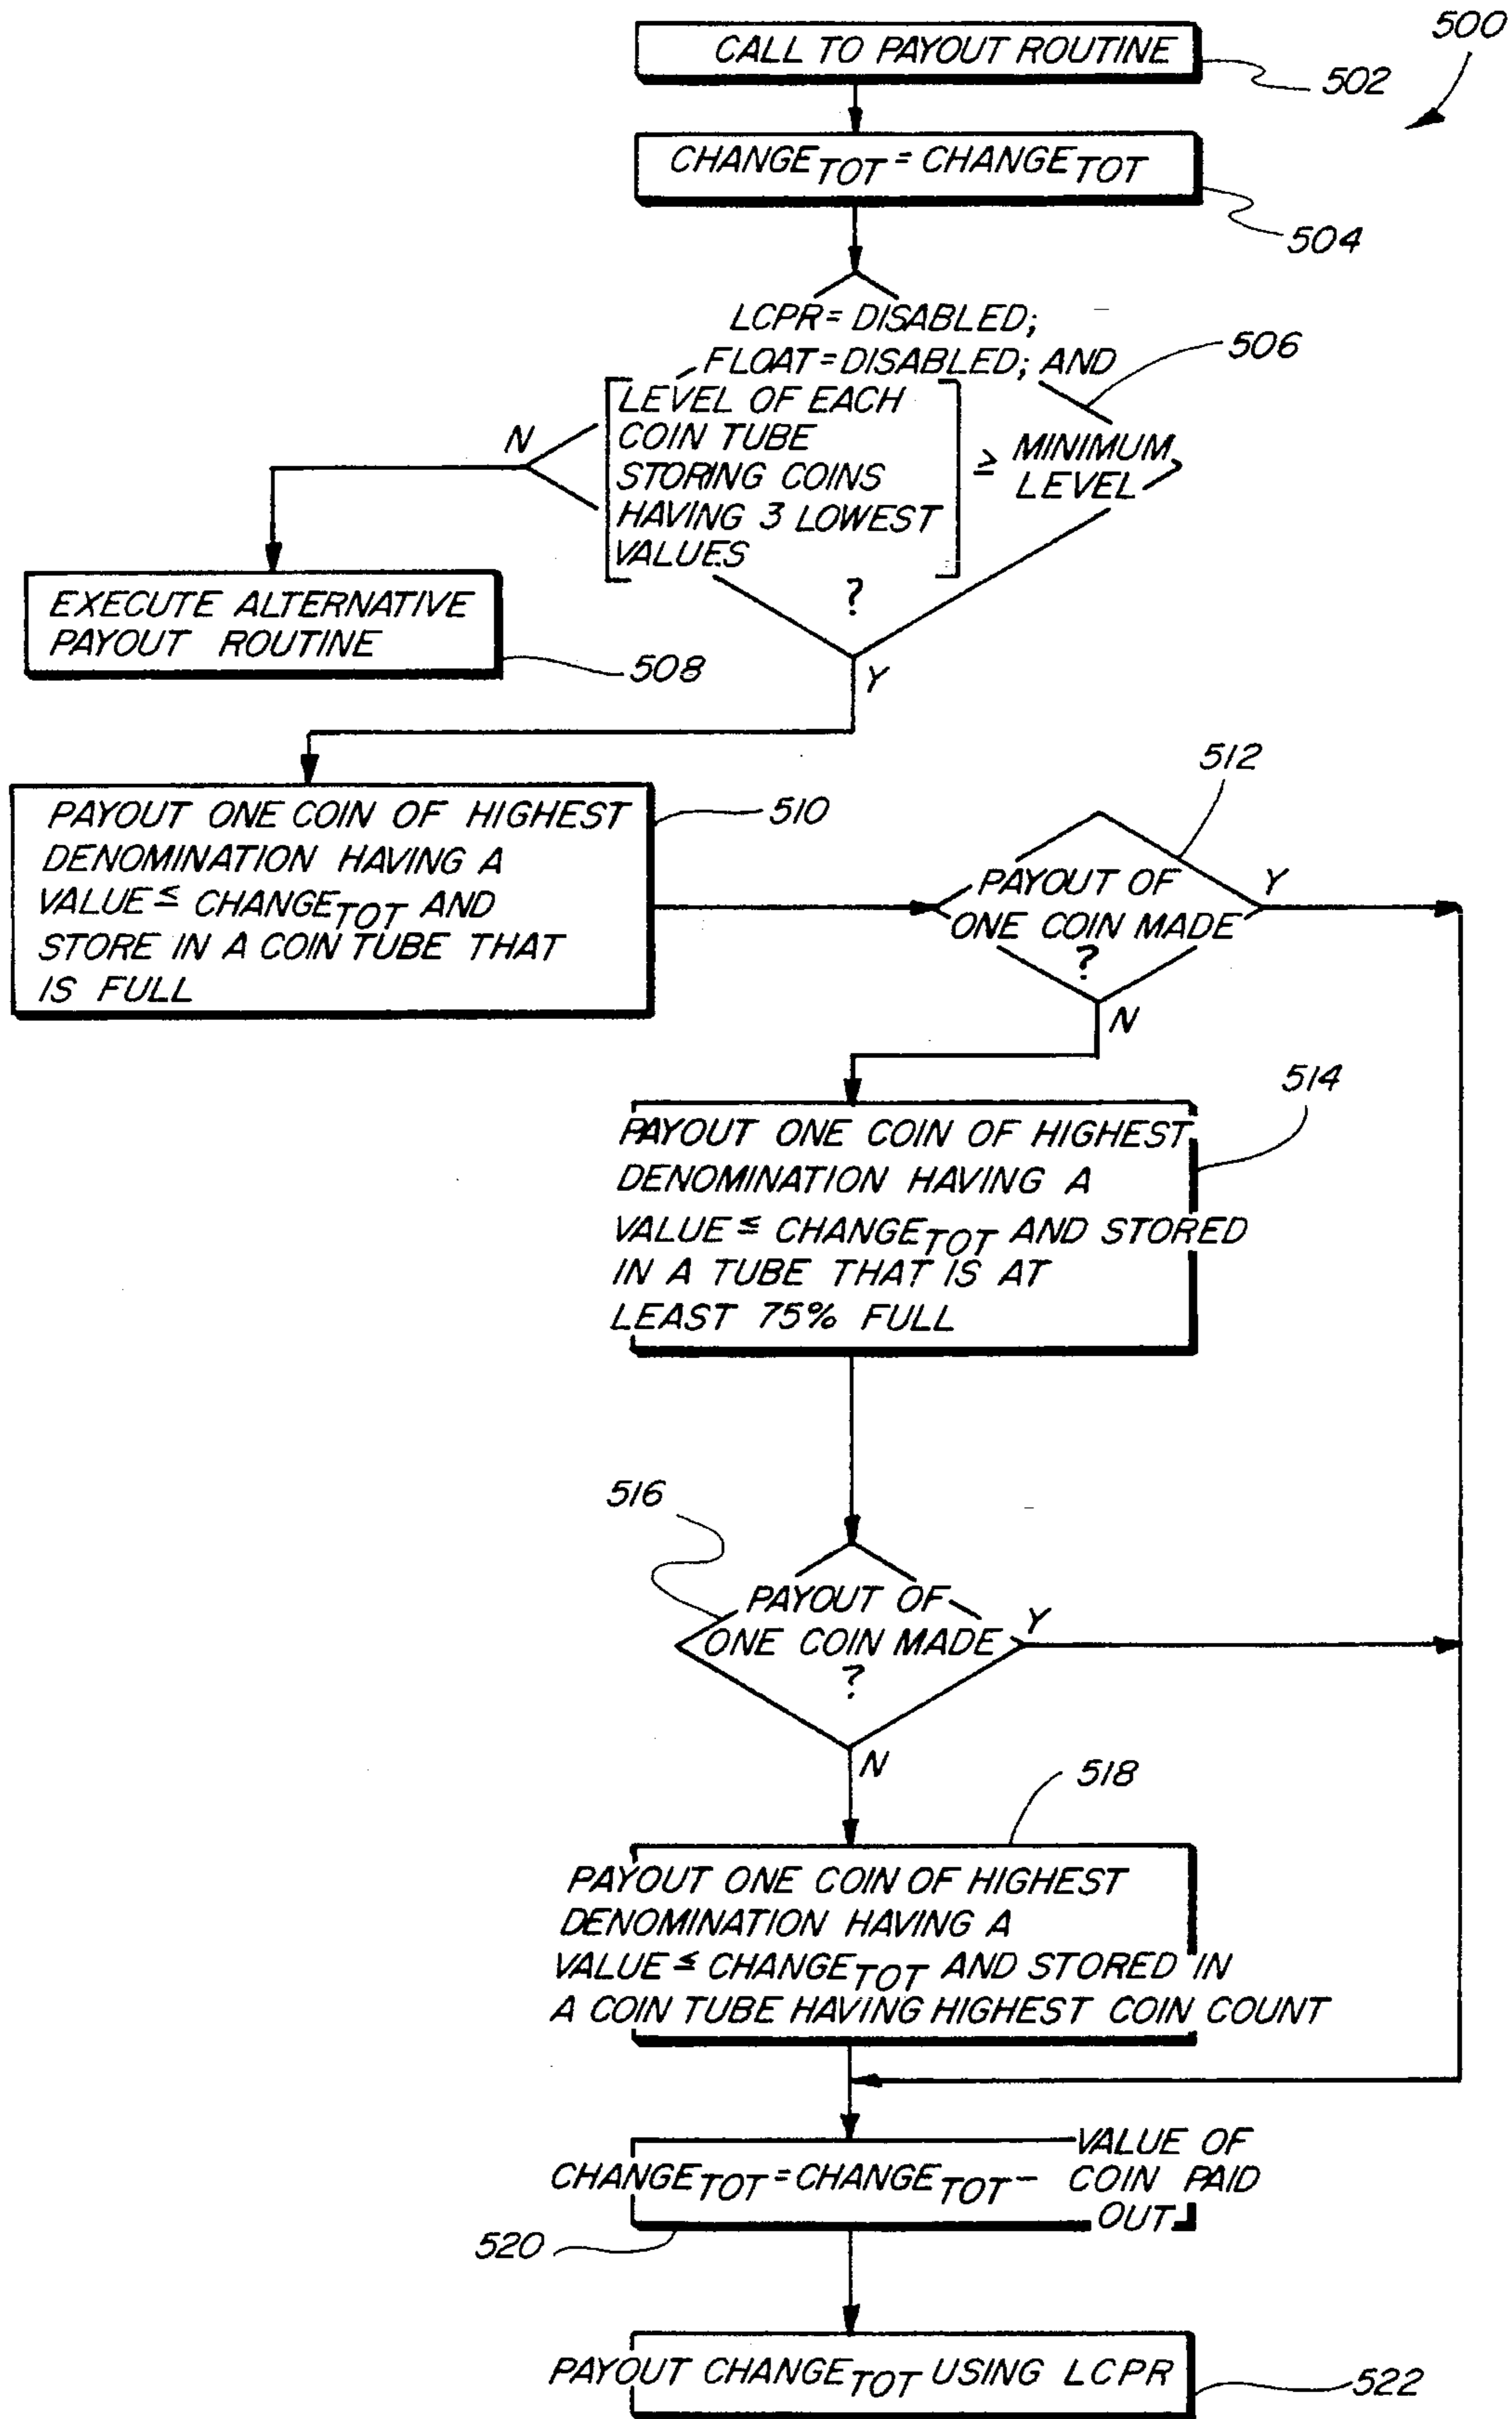 500
CALL TO PAYOUT ROUTINE
502
CHANGE TOT = CHANGE TOT
504
LCPR = DISABLED;
FLOAT = DISABLED; AND
506
LEVEL OF EACH
COIN TUBE
STORING COINS
HAVING 3 LOWEST
VALUES
≥ MINIMUM
LEVEL
?
N
Y
EXECUTE ALTERNATIVE
PAYOUT ROUTINE
508
PAYOUT ONE COIN OF HIGHEST
DENOMINATION HAVING A
VALUE ≤ CHANGE TOT AND
STORE IN A COIN TUBE THAT
IS FULL
510
512
PAYOUT OF
ONE COIN MADE
?
Y
N
514
PAYOUT ONE COIN OF HIGHEST
DENOMINATION HAVING A
VALUE ≤ CHANGE TOT AND STORED
IN A TUBE THAT IS AT
LEAST 75% FULL
516
PAYOUT OF
ONE COIN MADE
?
Y
N
518
PAYOUT ONE COIN OF HIGHEST
DENOMINATION HAVING A
VALUE ≤ CHANGE TOT AND STORED IN
A COIN TUBE HAVING HIGHEST COIN COUNT
CHANGE TOT = CHANGE TOT -
VALUE OF
COIN PAID
OUT
520
PAYOUT CHANGE TOT USING LCPR
522